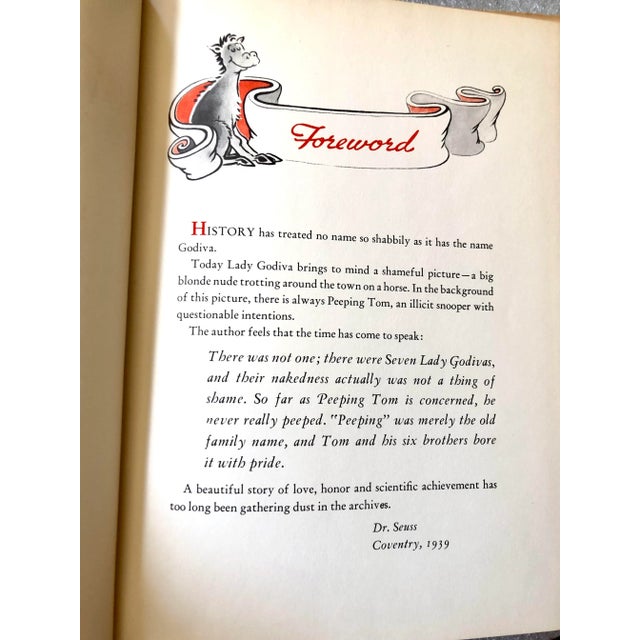 Foreword
HISTORY has treated no name so shabbily as it has the name
Godiva.
Today Lady Godiva brings to mind a shameful picture—a big
blonde nude trotting around the town on a horse. In the background
of this picture, there is always Peeping Tom, an illicit snooper with
questionable intentions.
The author feels that the time has come to speak:
There was not one; there were Seven Lady Godivas,
and their nakedness actually was not a thing of
shame. So far as Peeping Tom is concerned, he
never really peeped. "Peeping" was merely the old
family name, and Tom and his six brothers bore
it with pride.
A beautiful story of love, honor and scientific achievement has
too long been gathering dust in the archives.
Dr. Seuss
Coventry, 1939